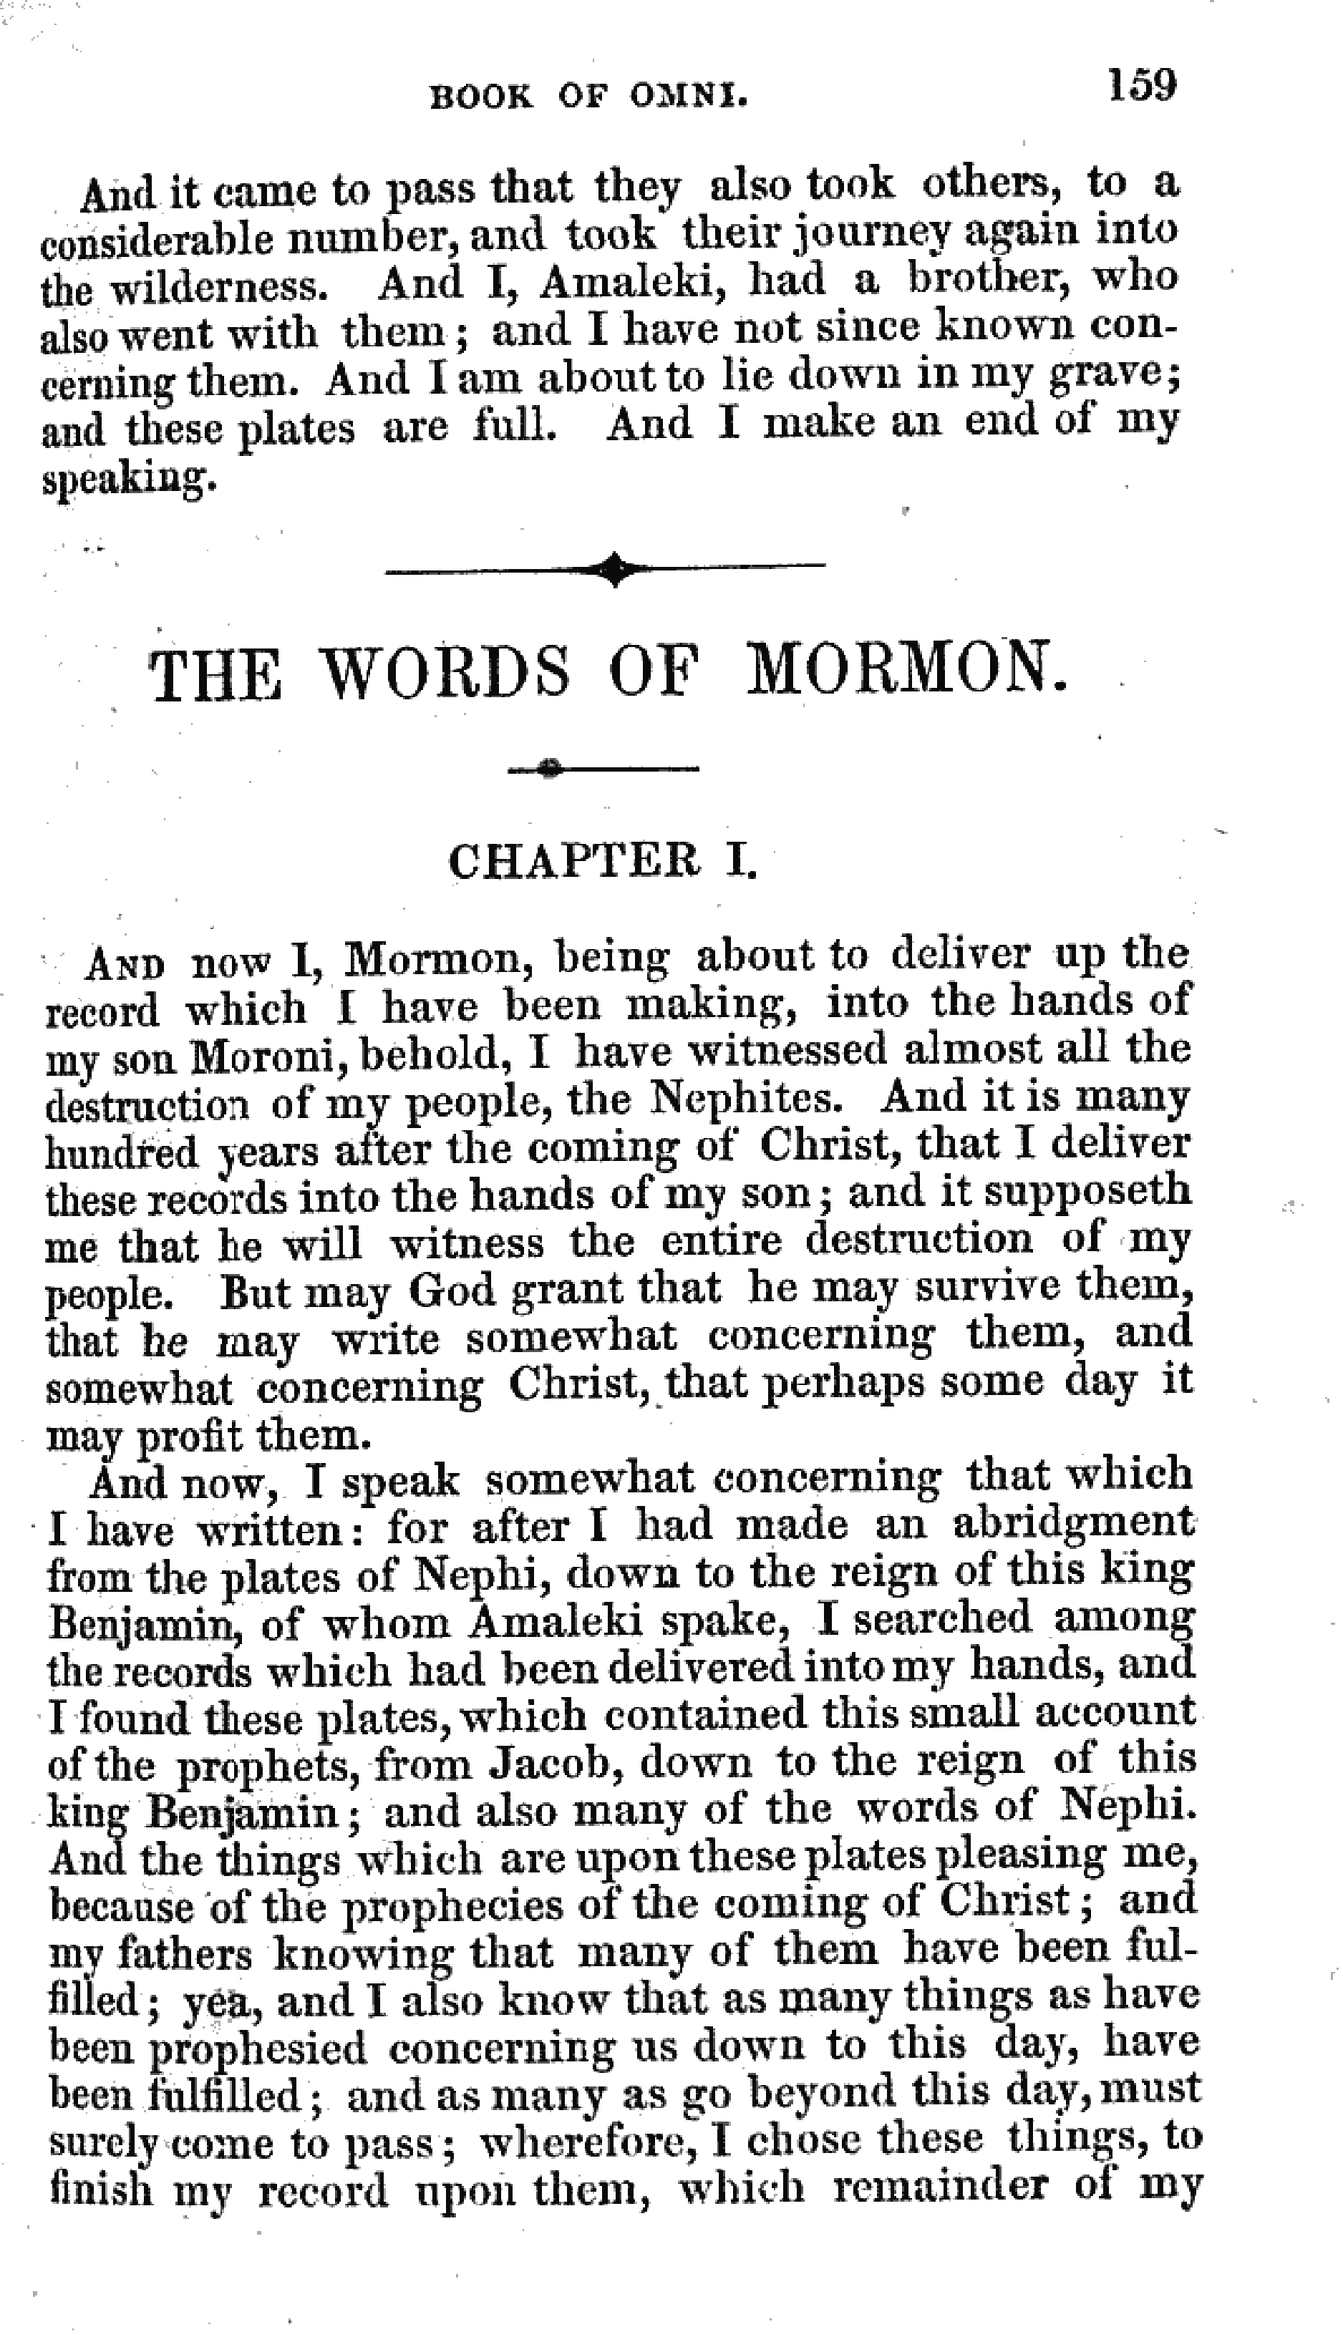 BOOK OF OMNI. 159
And it came to pass that they also took others, to a
considerable number, and took their journey again into
the wilderness. And I, Amaleki, had a brother, who
also went with them; and I have not since known con-
cerning them. And I am about to lie down in my grave;
and these plates are full. And I make an end of my
speaking.
THE WORDS OF MORMON.
CHAPTER I.
AND now I, Mormon, being about to deliver up the
record which I have been making, into the hands of
my son Moroni, behold, I have witnessed almost all the
destruction of my people, the Nephites. And it is many
hundred years after the coming of Christ, that I deliver
these records into the hands of my son; and it supposeth
me that he will witness the entire destruction of my
people. But may God grant that he may survive them,
that he may write somewhat concerning them, and
somewhat concerning Christ, that perhaps some day it
may profit them.
And now, I speak somewhat concerning that which
I have written: for after I had made an abridgment
from the plates of Nephi, down to the reign of this king
Benjamin, of whom Amaleki spake, I searched among
the records which had been delivered into my hands, and
I found these plates, which contained this small account
of the prophets, from Jacob, down to the reign of this
king Benjamin; and also many of the words of Nephi.
And the things which are upon these plates pleasing me,
because of the prophecies of the coming of Christ; and
my fathers knowing that many of them have been ful-
filled; yea, and I also know that as many things as have
been prophesied concerning us down to this day, have
been fulfilled; and as many as go beyond this day, must
surely come to pass; wherefore, I chose these things, to
finish my record upon them, which remainder of my